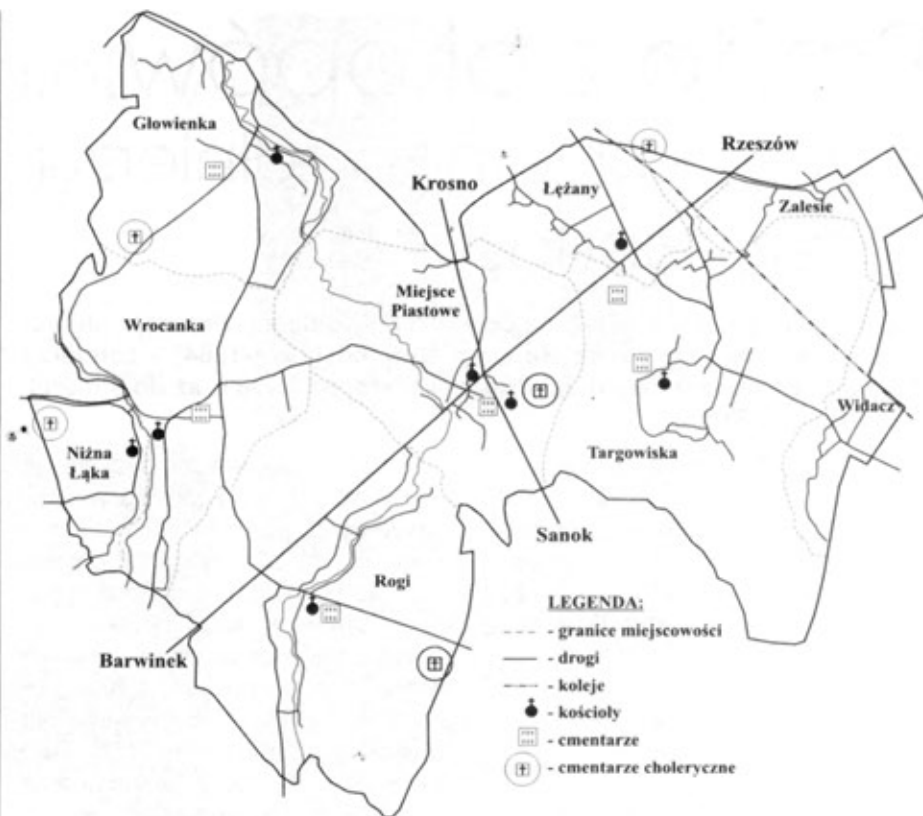 Głowienka
Rzeszów
Krosno
Łężany
Zalesie
Miejsce
Piastowe
Wrocanka
Widacz
Niżna
Łąka
Targowiska
Sanok
Rogi
Barwinek
LEGENDA:
- granice miejscowości
- drogi
- koleje
- kościoły
- cmentarze
- cmentarze choleryczne